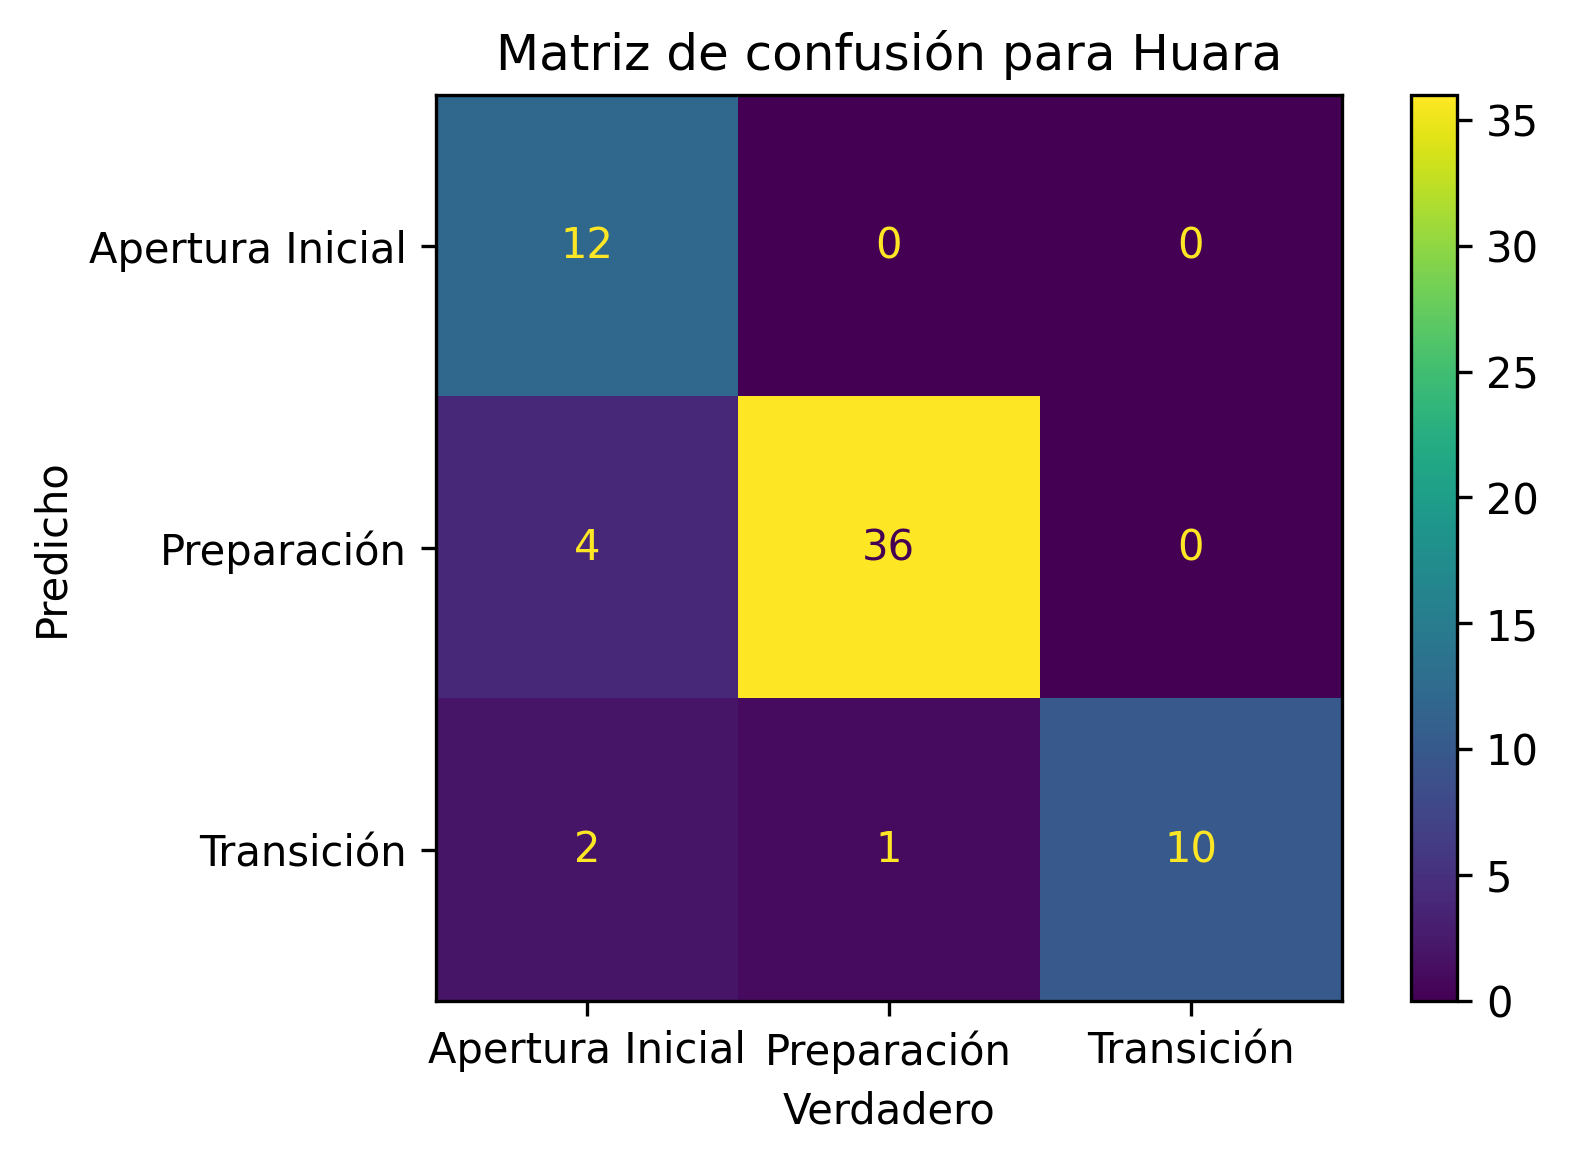 Matriz de confusión para Huara
Predicho
Apertura Inicial
12
0
0
Preparación
4
36
0
Transición
2
1
10
Apertura Inicial
Preparación
Transición
Verdadero
35
30
25
20
15
10
5
0